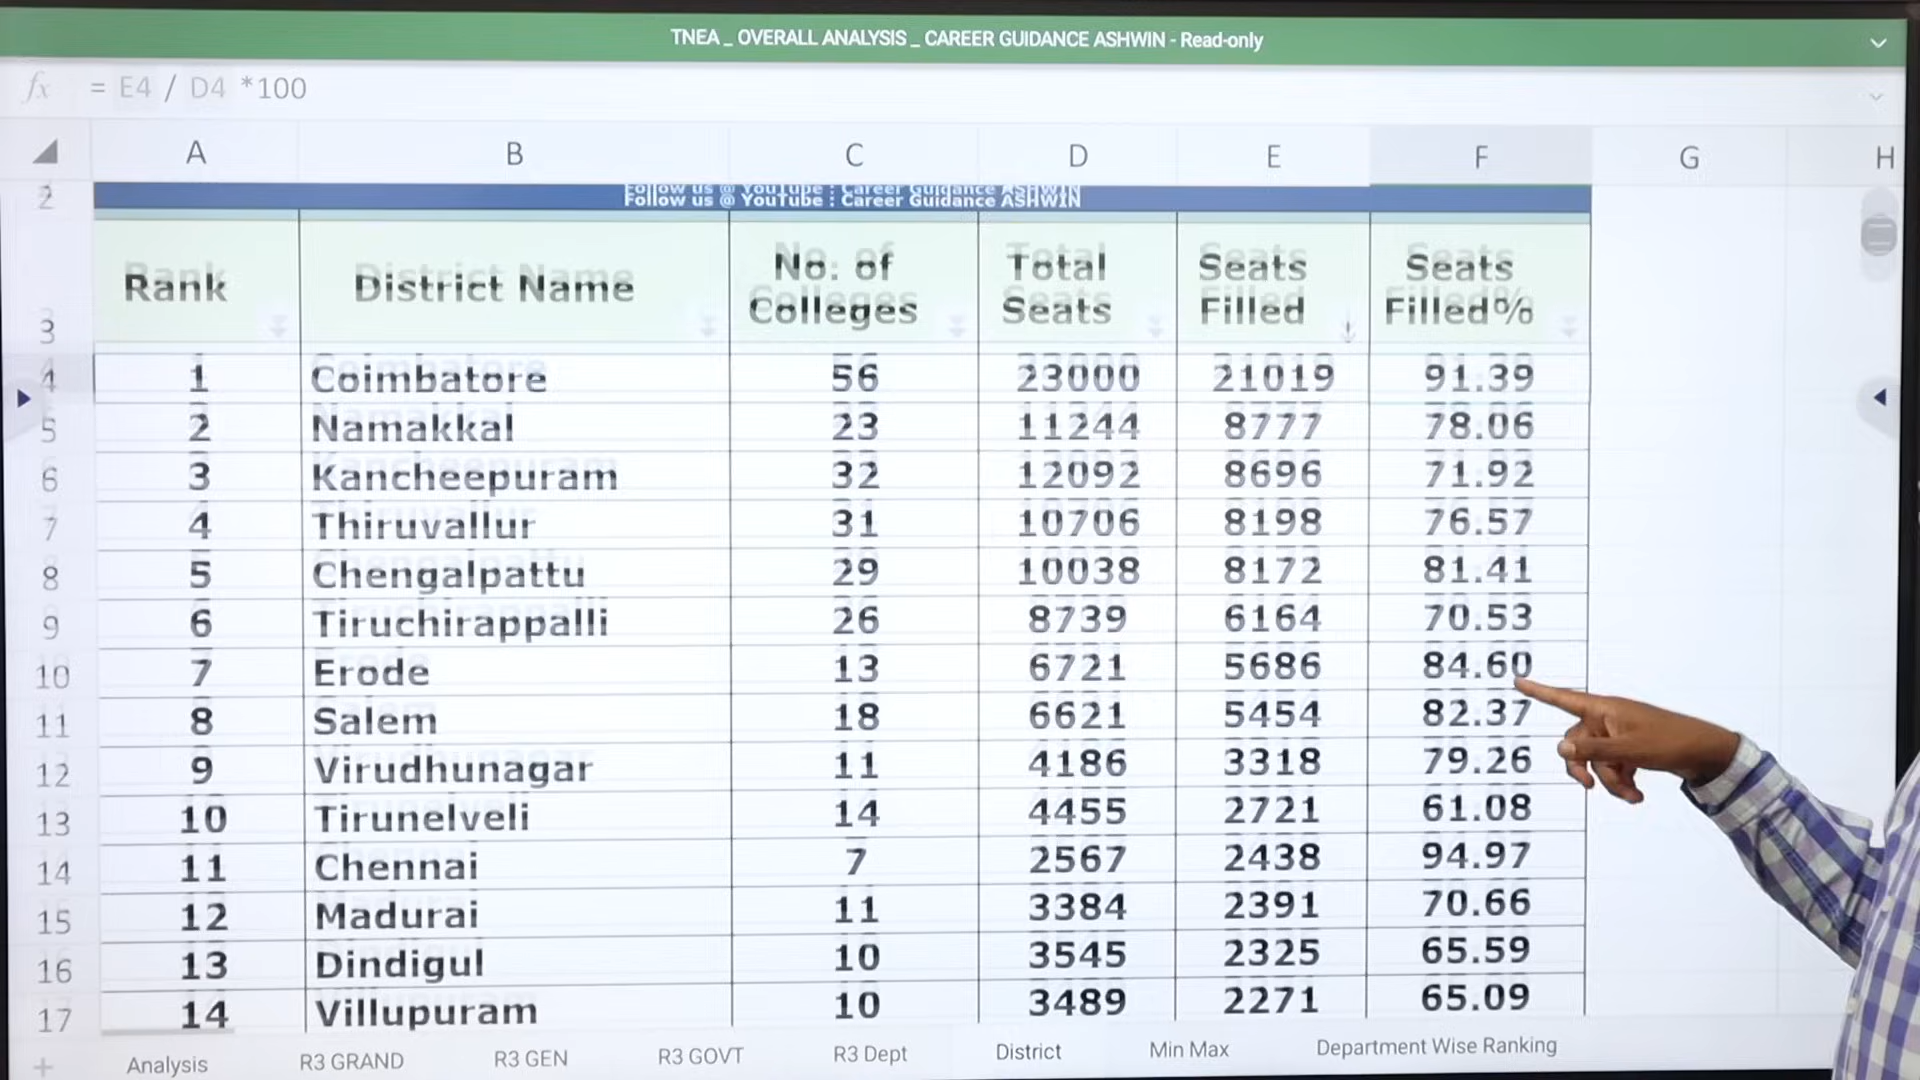 TNEA _ OVERALL ANALYSIS _ CAREER GUIDANCE ASHWIN - Read-only
fx = E4 / D4 *100
A B C D E F G H
2 Follow us @ YouTube : Career Guidance ASHWIN
3 Rank District Name No. of Colleges Total Seats Seats Filled Seats Filled%
4 1 Coimbatore 56 23000 21019 91.39
5 2 Namakkal 23 11244 8777 78.06
6 3 Kancheepuram 32 12092 8696 71.92
7 4 Thiruvallur 31 10706 8198 76.57
8 5 Chengalpattu 29 10038 8172 81.41
9 6 Tiruchirappalli 26 8739 6164 70.53
10 7 Erode 13 6721 5686 84.60
11 8 Salem 18 6621 5454 82.37
12 9 Virudhunagar 11 4186 3318 79.26
13 10 Tirunelveli 14 4455 2721 61.08
14 11 Chennai 7 2567 2438 94.97
15 12 Madurai 11 3384 2391 70.66
16 13 Dindigul 10 3545 2325 65.59
17 14 Villupuram 10 3489 2271 65.09
+ Analysis R3 GRAND R3 GEN R3 GOVT R3 Dept District Min Max Department Wise Ranking